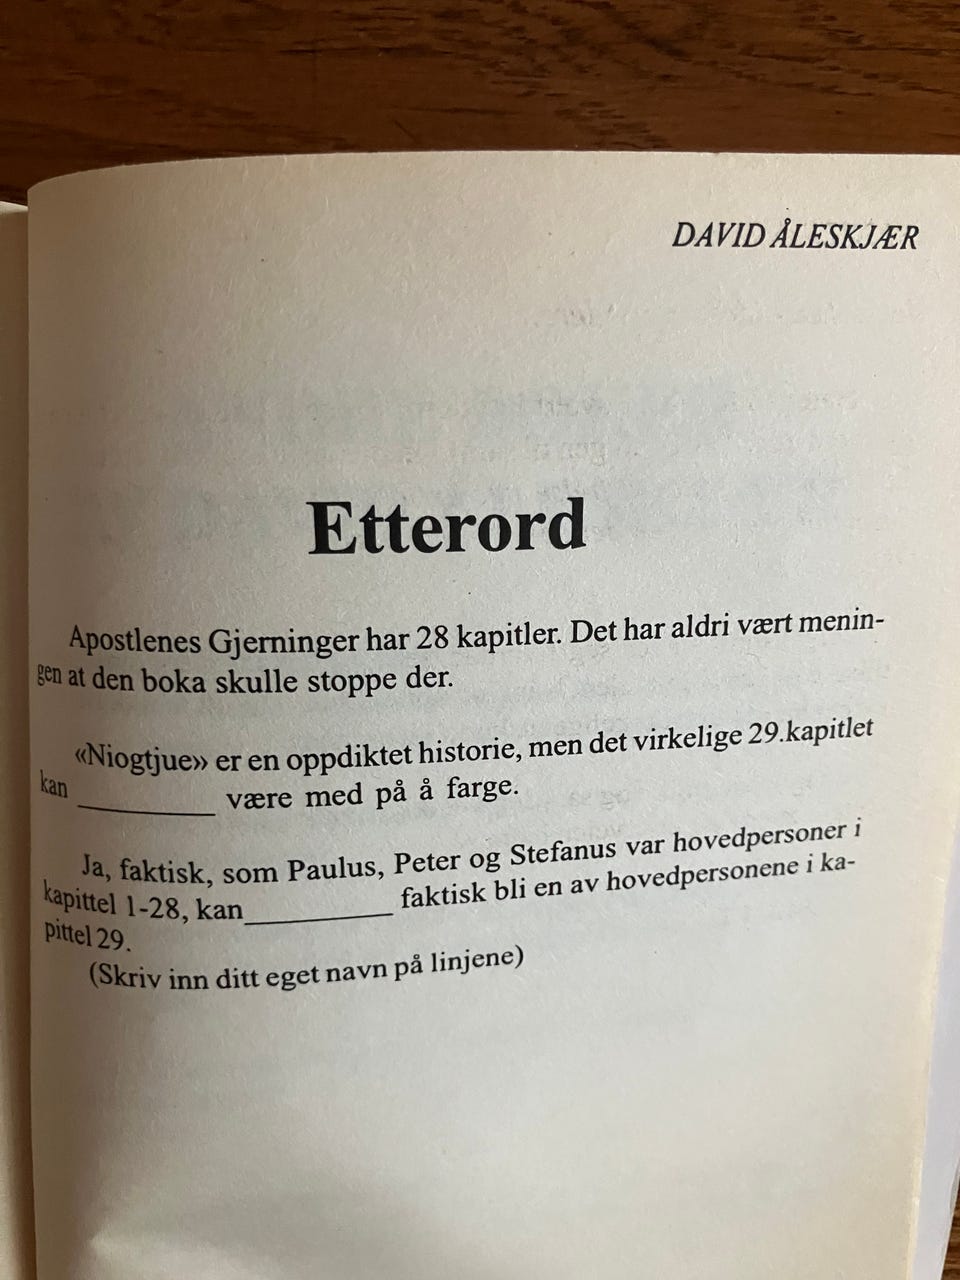 DAVID ÅLESKJÆR
Etterord
Apostlenes Gjerninger har 28 kapitler. Det har aldri vært menin-
gen at den boka skulle stoppe der.
«Niogtjue» er en oppdiktet historie, men det virkelige 29.kapitlet
kan __________ være med på å farge.
Ja, faktisk, som Paulus, Peter og Stefanus var hovedpersoner i
kapittel 1-28, kan__________ faktisk bli en av hovedpersonene i ka-
pittel 29.
(Skriv inn ditt eget navn på linjene)